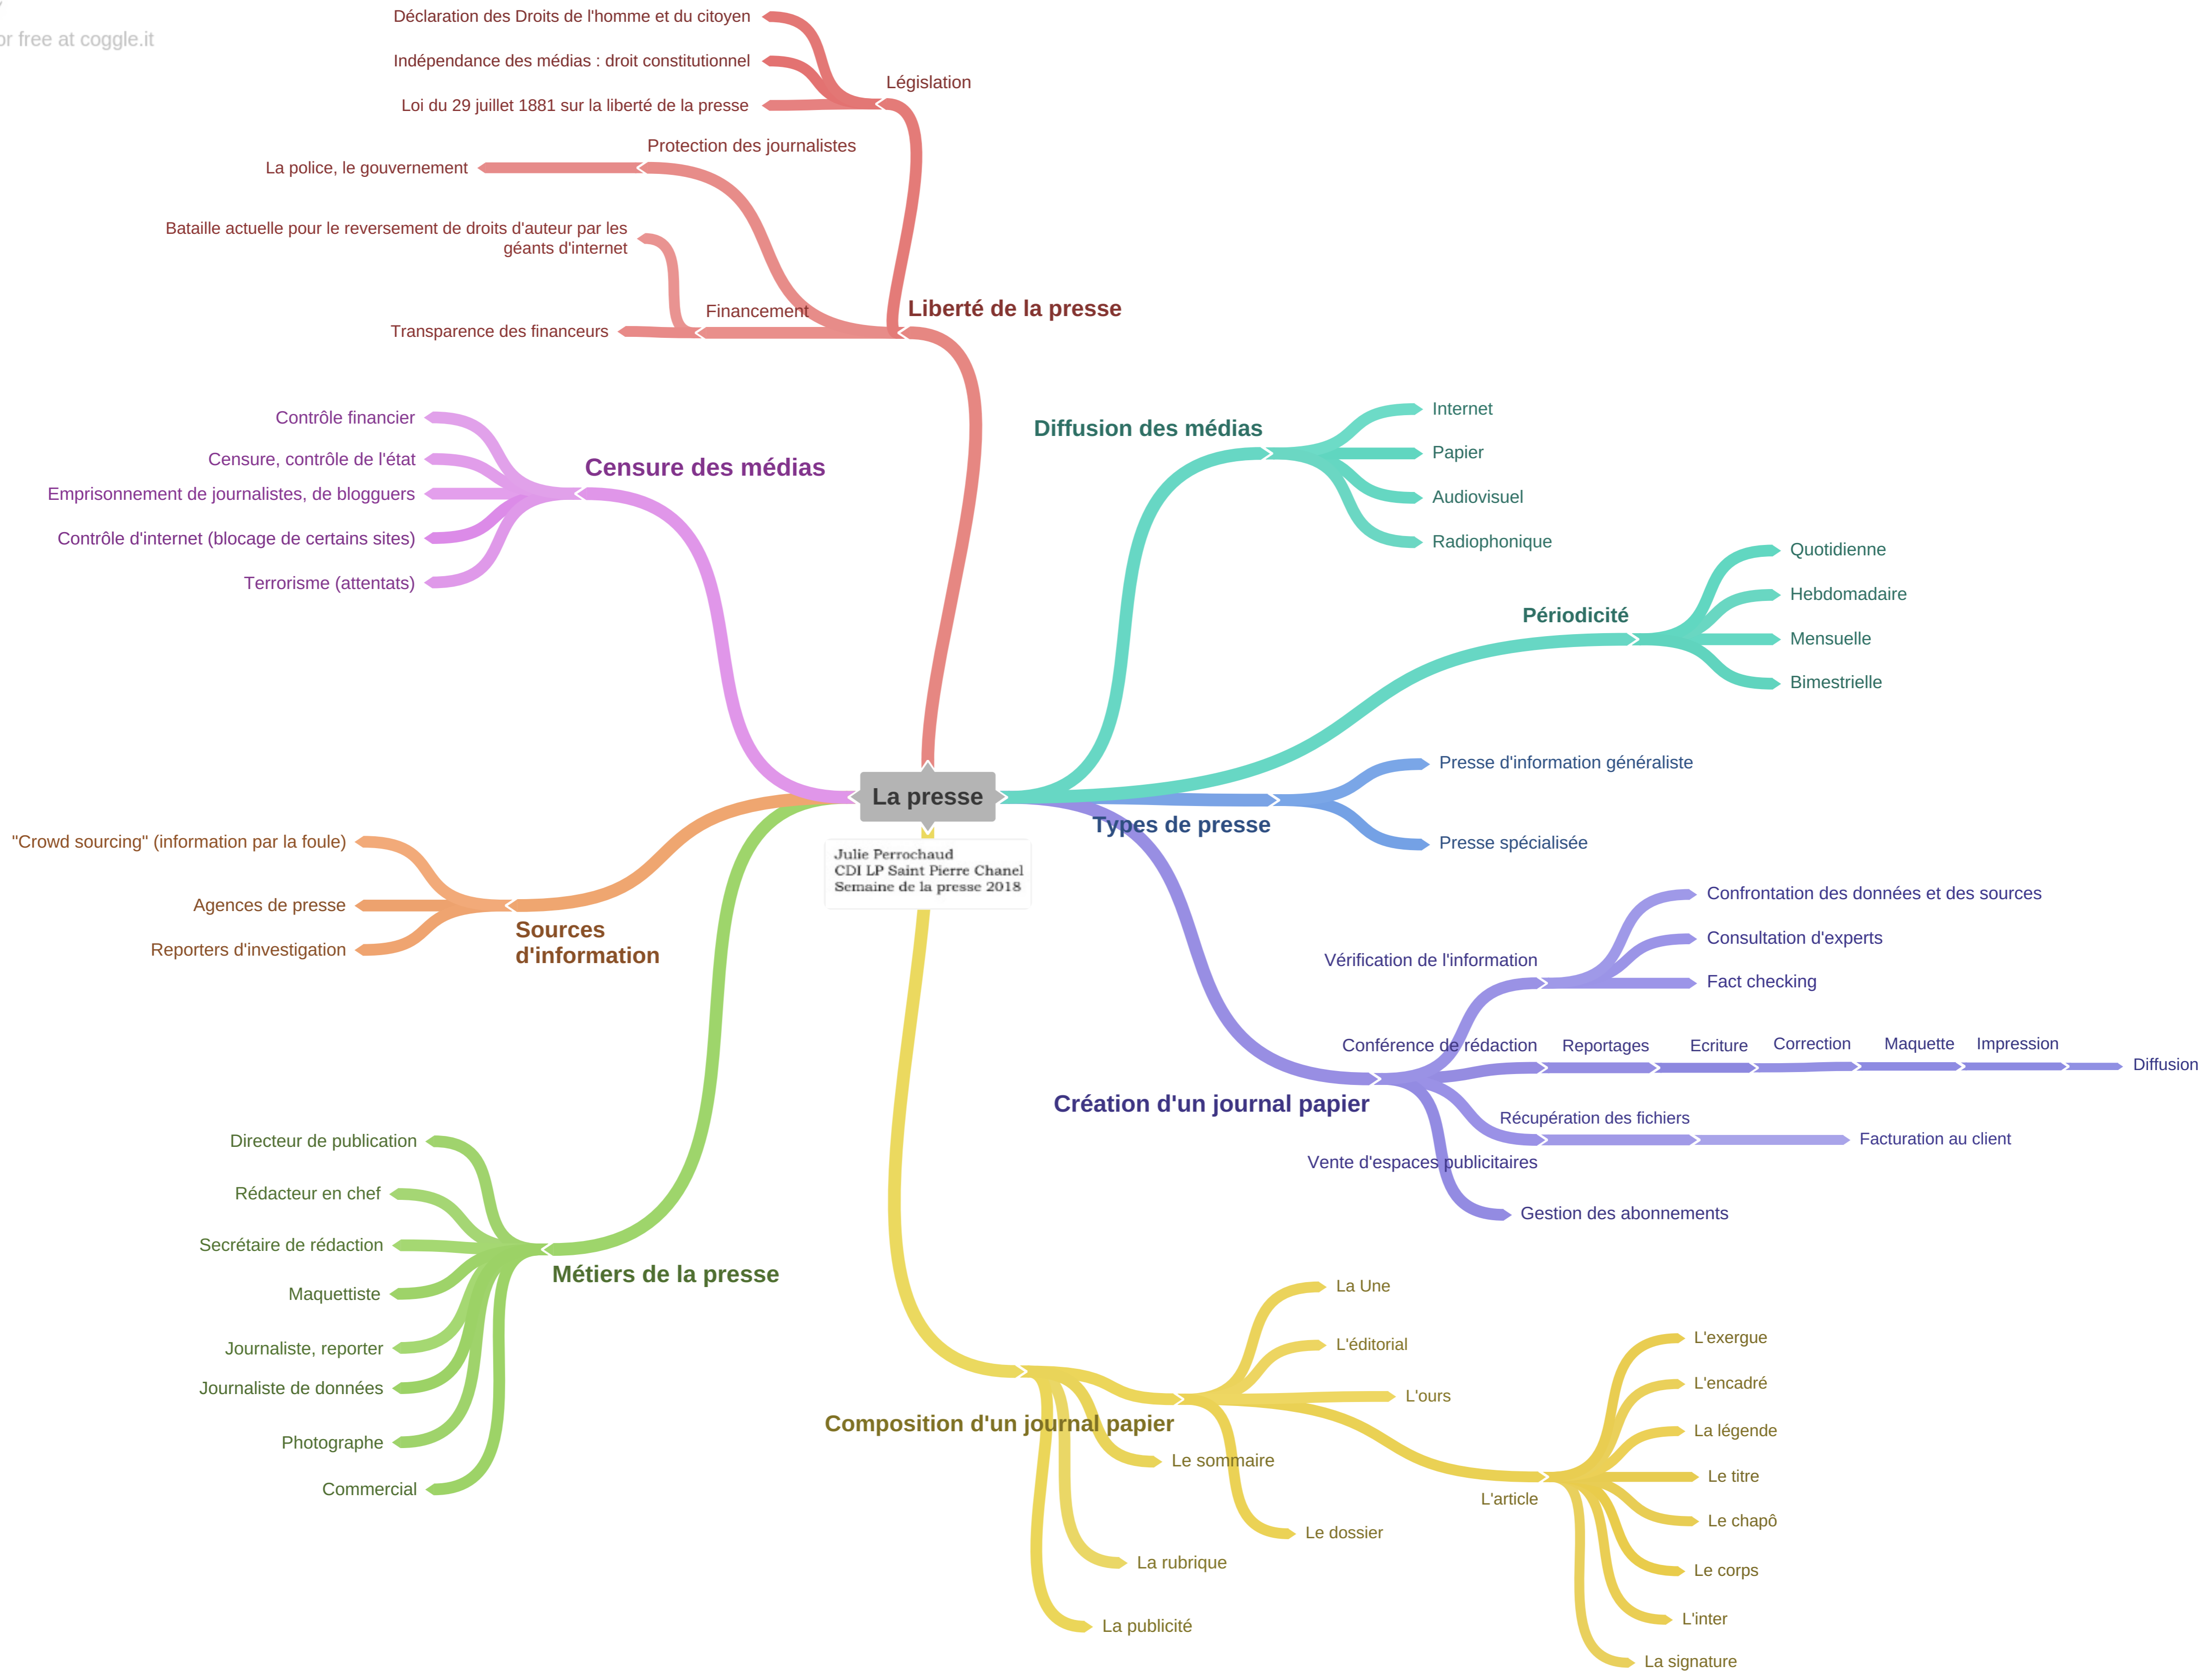 or free at coggle.it
Déclaration des Droits de l'homme et du citoyen
Indépendance des médias : droit constitutionnel
Loi du 29 juillet 1881 sur la liberté de la presse
Législation
Protection des journalistes
La police, le gouvernement
Bataille actuelle pour le reversement de droits d'auteur par les
géants d'internet
Financement
Transparence des financeurs
Liberté de la presse
Contrôle financier
Censure, contrôle de l'état
Emprisonnement de journalistes, de blogguers
Contrôle d'internet (blocage de certains sites)
Terrorisme (attentats)
Censure des médias
Diffusion des médias
Internet
Papier
Audiovisuel
Radiophonique
Périodicité
Quotidienne
Hebdomadaire
Mensuelle
Bimestrielle
La presse
Julie Perrochaud
CDI LP Saint Pierre Chanel
Semaine de la presse 2018
Types de presse
Presse d'information généraliste
Presse spécialisée
"Crowd sourcing" (information par la foule)
Agences de presse
Reporters d'investigation
Sources
d'information
Création d'un journal papier
Vérification de l'information
Confrontation des données et des sources
Consultation d'experts
Fact checking
Conférence de rédaction
Reportages
Ecriture
Correction
Maquette
Impression
Diffusion
Vente d'espaces publicitaires
Récupération des fichiers
Facturation au client
Gestion des abonnements
Métiers de la presse
Directeur de publication
Rédacteur en chef
Secrétaire de rédaction
Maquettiste
Journaliste, reporter
Journaliste de données
Photographe
Commercial
Composition d'un journal papier
La Une
L'éditorial
L'ours
L'article
L'exergue
L'encadré
La légende
Le titre
Le chapô
Le corps
L'inter
La signature
Le dossier
Le sommaire
La rubrique
La publicité